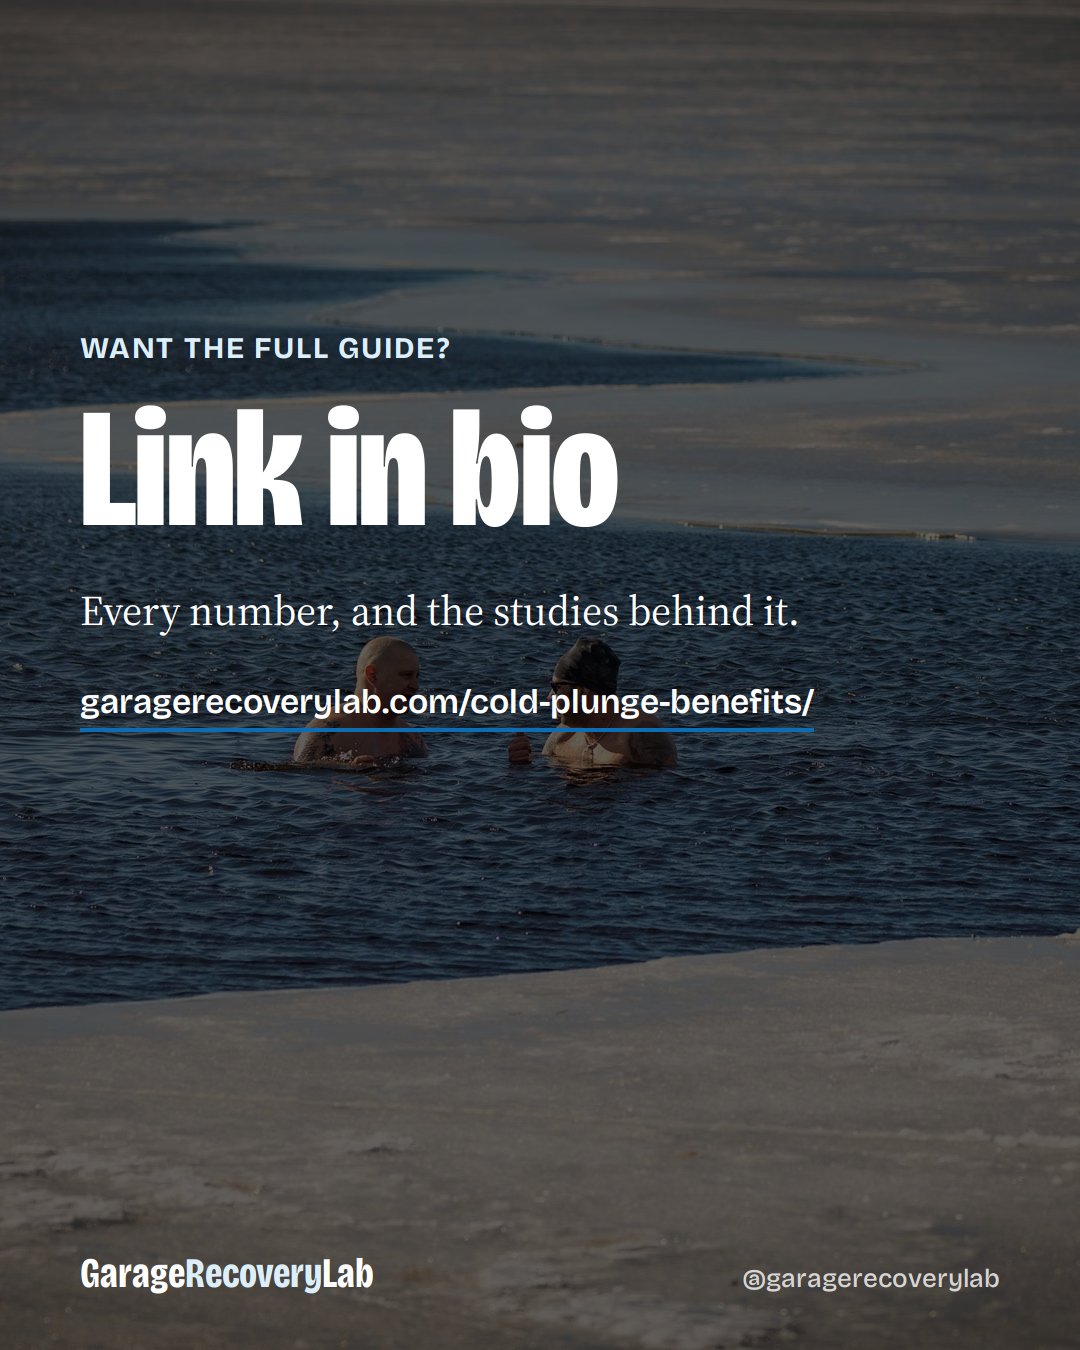 WANT THE FULL GUIDE?
Link in bio
Every number, and the studies behind it.
garagerecoverylab.com/cold-plunge-benefits/
GarageRecoveryLab
@garagerecoverylab